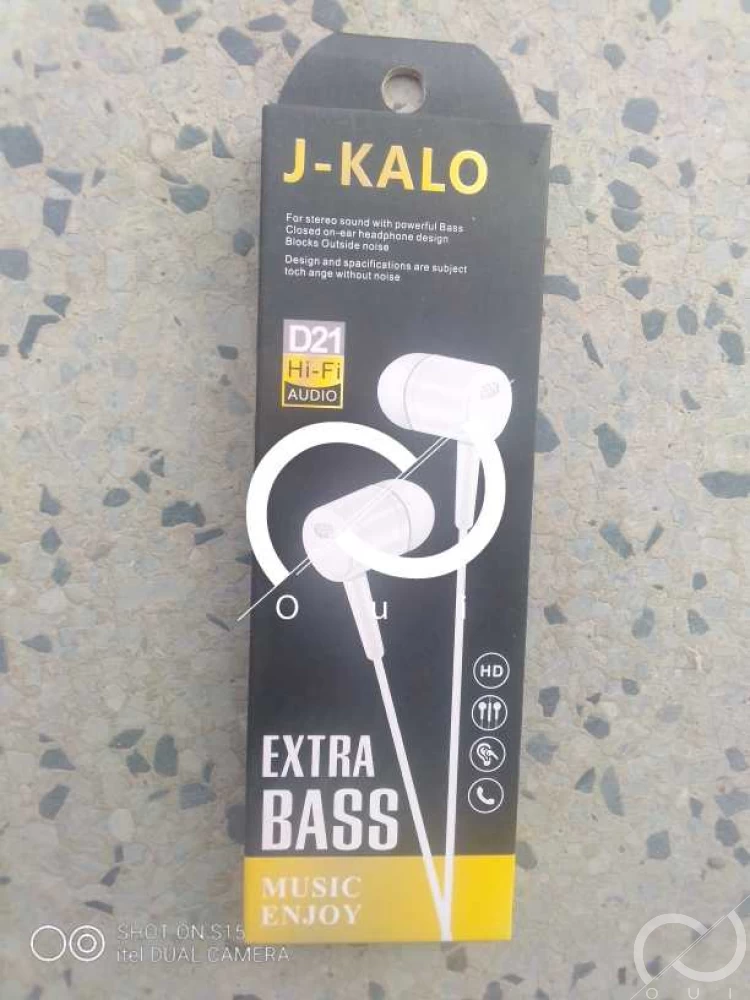 J-KALO
For stereo sound with powerful Bass
Closed on-ear headphone design
Blocks Outside noise
Design and spacifications are subject
toch ange without noise
D21
Hi-Fi
AUDIO
O u i
HD
EXTRA
BASS
MUSIC
ENJOY
SHOT ON S15
itel DUAL CAMERA
OUI